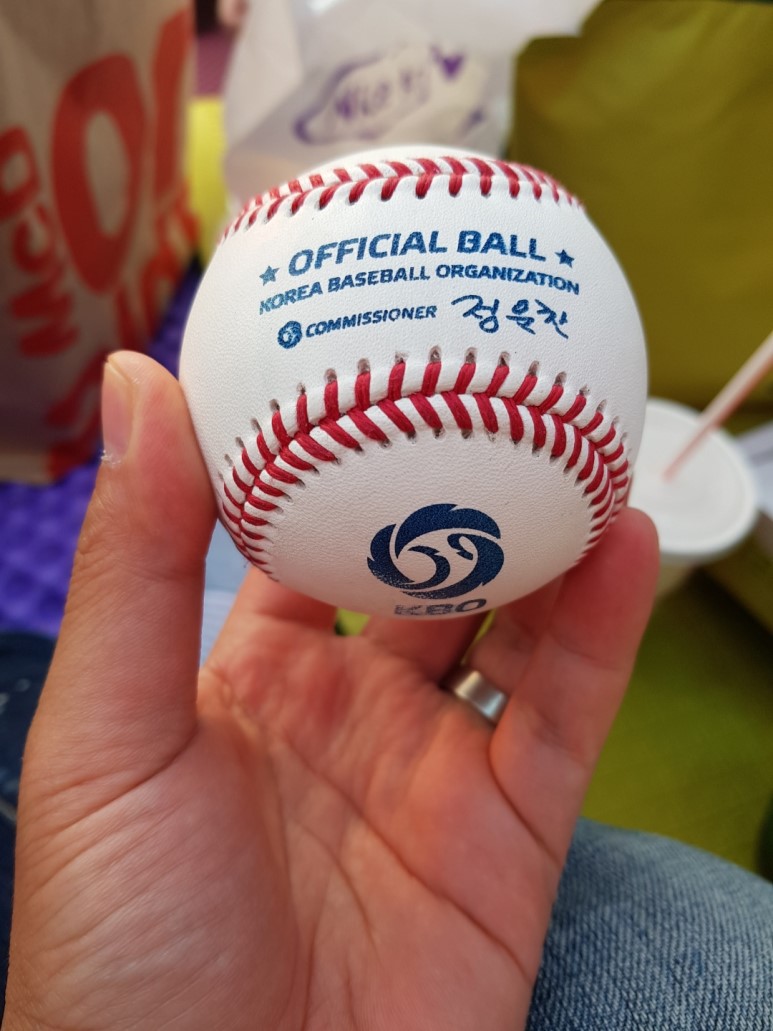 ★ OFFICIAL BALL ★
KOREA BASEBALL ORGANIZATION
COMMISSIONER 정운찬
KBO